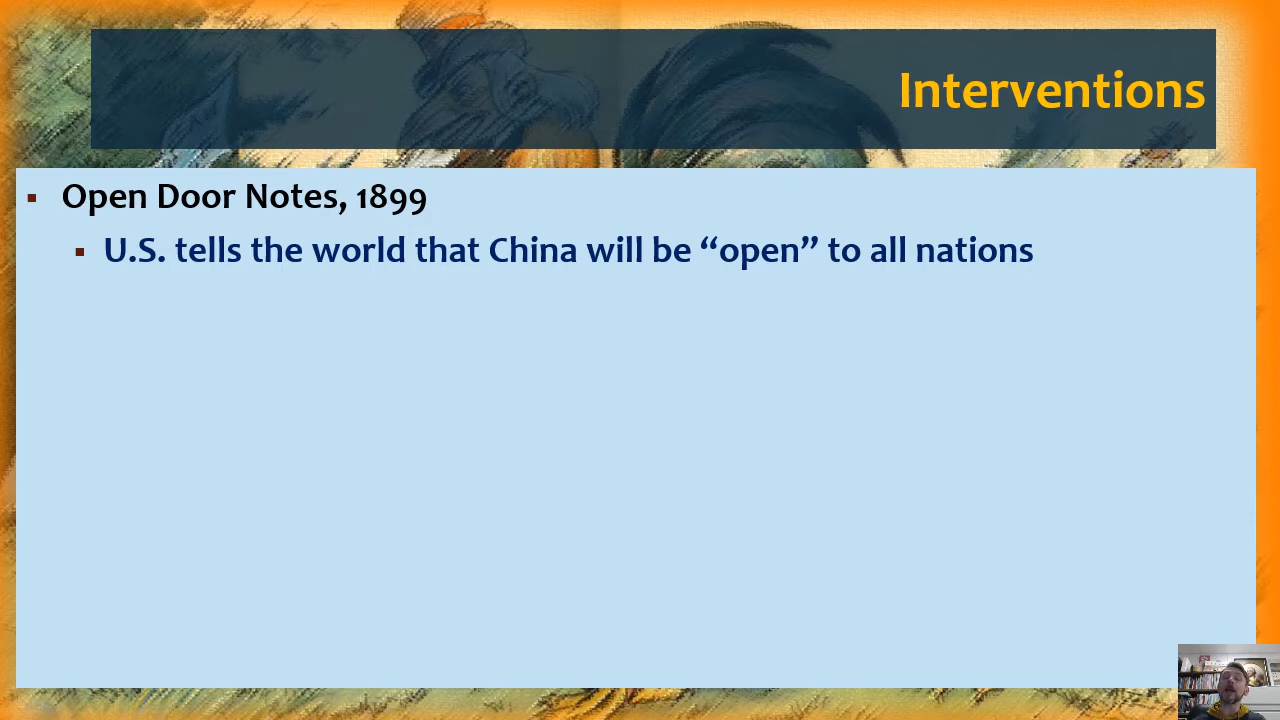 Interventions
Open Door Notes, 1899
U.S. tells the world that China will be “open” to all nations